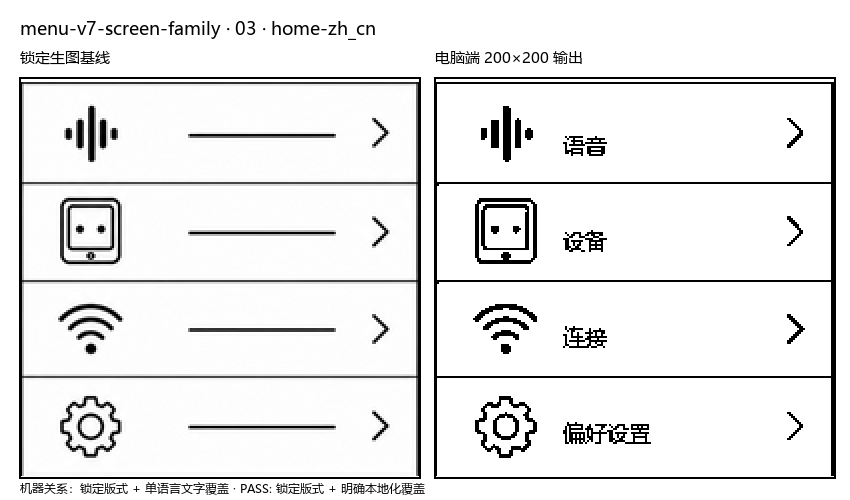 menu-v7-screen-family · 03 · home-zh_cn
锁定生图基线
电脑端 200×200 输出
语音
设备
连接
偏好设置
机器关系：锁定版式 + 单语言文字覆盖 · PASS: 锁定版式 + 明确本地化覆盖